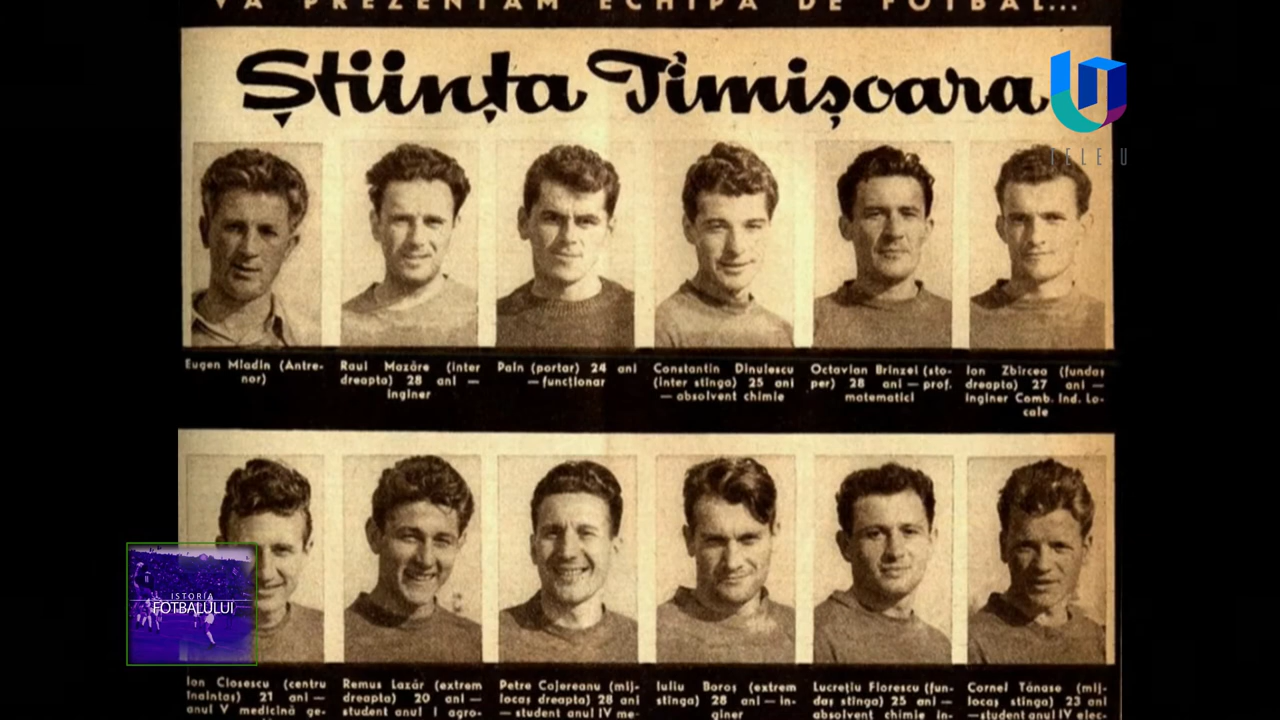 VĂ PREZENTĂM ECHIPA DE FOTBAL...
Știința Timișoara
TELE U
Eugen Mladin (Antre-
nor)
Raul Mazăre (inter
dreapta) 28 ani —
inginer
Pain (portar) 24 ani
— funcționar
Constantin Dinulescu
(inter stînga) 25 ani
— absolvent chimie
Octavian Brînzei (sto-
per) 28 ani — prof.
matematici
Ion Zbîrcea (fundaș
dreapta) 27 ani —
inginer Comb. Ind. Lo-
cale
ISTORIA
FOTBALULUI
Ion Ciosescu (centru
înaintaș) 21 ani —
anul V medicină ge-
Remus Lazăr (extrem
dreapta) 20 ani —
student anul I agro-
Petre Cojereanu (mij-
locaș dreapta) 28 ani
— student anul IV me-
Iuliu Boroș (extrem
stînga) 28 ani — in-
giner
Lucrețiu Florescu (fun-
daș stînga) 25 ani —
absolvent chimie in-
Cornel Tănase (mij-
locaș stînga) 23 ani
— student anul IV elec-